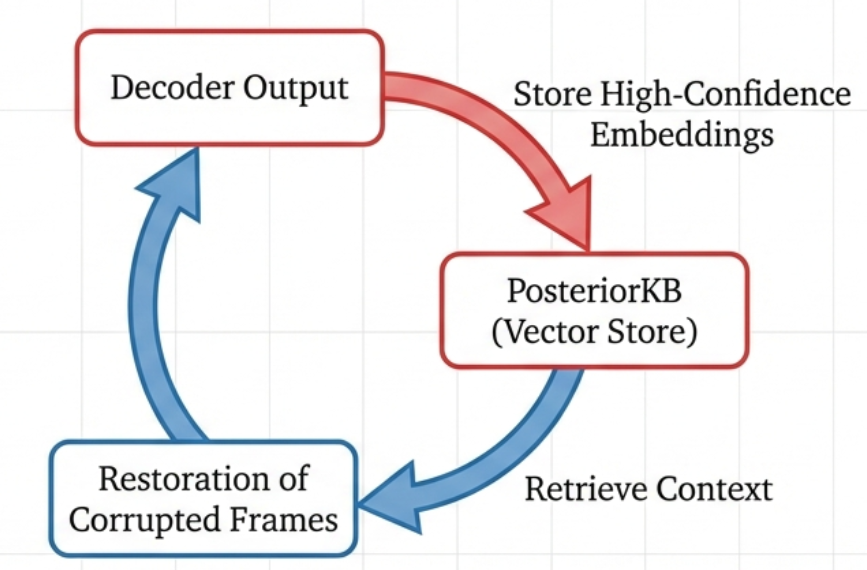 Decoder Output
Store High-Confidence
Embeddings
PosteriorKB
(Vector Store)
Restoration of
Corrupted Frames
Retrieve Context